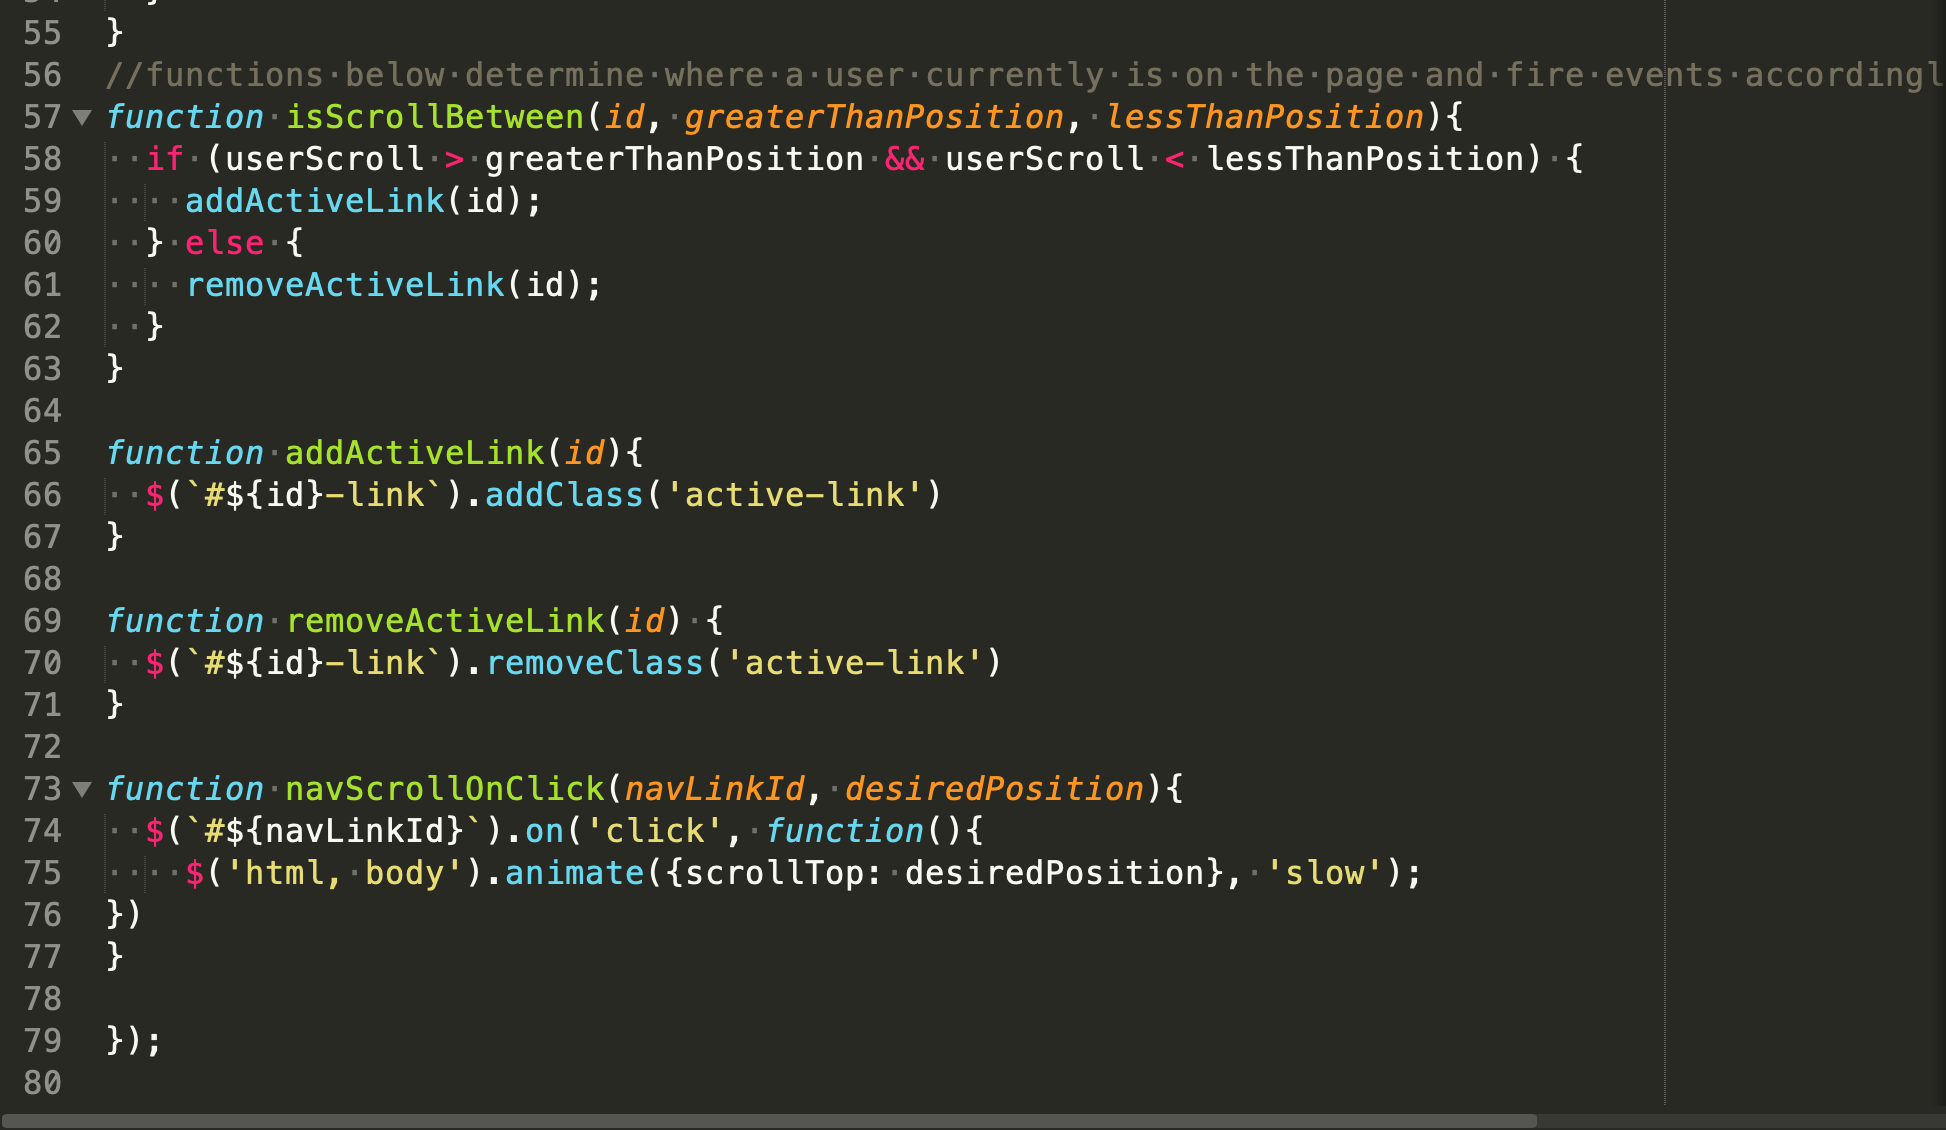 55 }
56 //functions below determine where a user currently is on the page and fire events accordingl
57 function isScrollBetween(id, greaterThanPosition, lessThanPosition){
58   if (userScroll > greaterThanPosition && userScroll < lessThanPosition) {
59     addActiveLink(id);
60   } else {
61     removeActiveLink(id);
62   }
63 }
64
65 function addActiveLink(id){
66   $(`#${id}-link`).addClass('active-link')
67 }
68
69 function removeActiveLink(id) {
70   $(`#${id}-link`).removeClass('active-link')
71 }
72
73 function navScrollOnClick(navLinkId, desiredPosition){
74   $(`#${navLinkId}`).on('click', function(){
75     $('html, body').animate({scrollTop: desiredPosition}, 'slow');
76 })
77 }
78
79 });
80